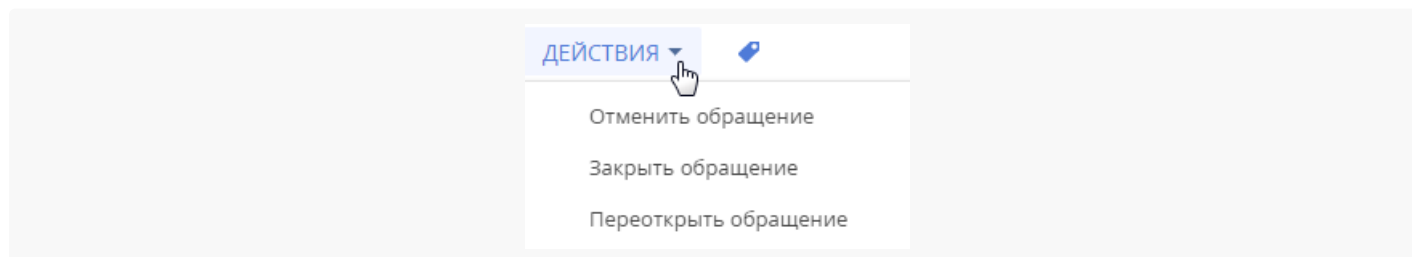 ДЕЙСТВИЯ
Отменить обращение
Закрыть обращение
Переоткрыть обращение